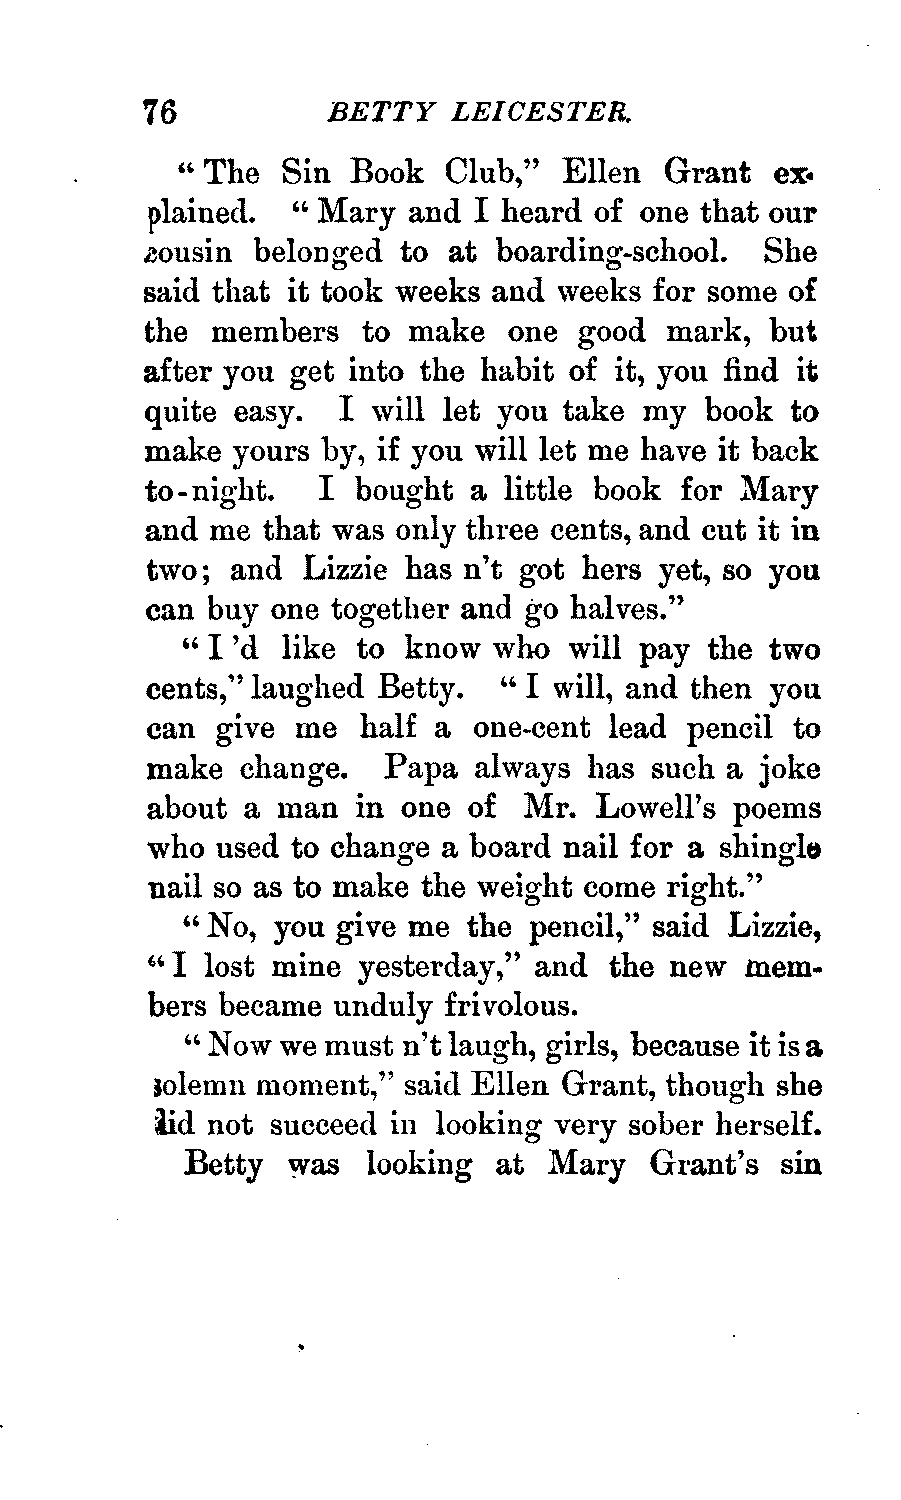 76 BETTY LEICESTER.
“ The Sin Book Club,” Ellen Grant ex-
plained. “ Mary and I heard of one that our
cousin belonged to at boarding-school. She
said that it took weeks and weeks for some of
the members to make one good mark, but
after you get into the habit of it, you find it
quite easy. I will let you take my book to
make yours by, if you will let me have it back
to-night. I bought a little book for Mary
and me that was only three cents, and cut it in
two; and Lizzie has n't got hers yet, so you
can buy one together and go halves.”
“ I 'd like to know who will pay the two
cents,” laughed Betty. “ I will, and then you
can give me half a one-cent lead pencil to
make change. Papa always has such a joke
about a man in one of Mr. Lowell's poems
who used to change a board nail for a shingle
nail so as to make the weight come right.”
“ No, you give me the pencil,” said Lizzie,
“ I lost mine yesterday,” and the new mem-
bers became unduly frivolous.
“ Now we must n't laugh, girls, because it is a
solemn moment,” said Ellen Grant, though she
did not succeed in looking very sober herself.
Betty was looking at Mary Grant's sin